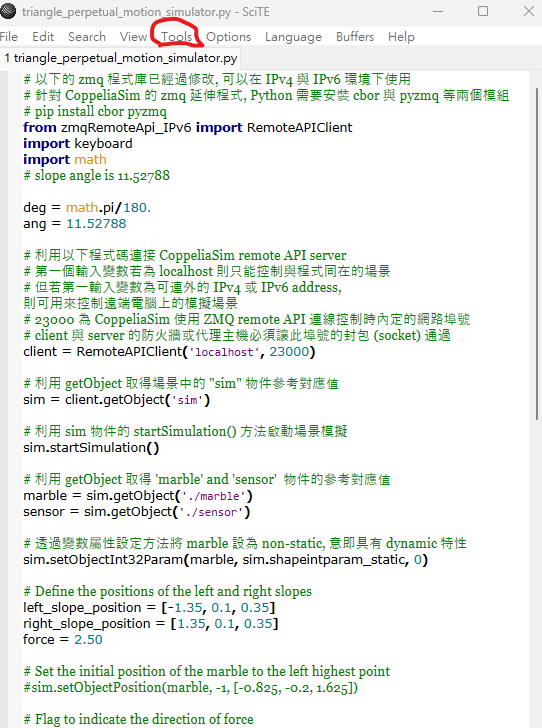 triangle_perpetual_motion_simulator.py - SciTE
File Edit Search View Tools Options Language Buffers Help
1 triangle_perpetual_motion_simulator.py
# 以下的 zmq 程式庫已經過修改, 可以在 IPv4 與 IPv6 環境下使用
# 針對 CoppeliaSim 的 zmq 延伸程式, Python 需要安裝 cbor 與 pyzmq 等兩個模組
# pip install cbor pyzmq
from zmqRemoteApi_IPv6 import RemoteAPIClient
import keyboard
import math
# slope angle is 11.52788
deg = math.pi/180.
ang = 11.52788
# 利用以下程式碼連接 CoppeliaSim remote API server
# 第一個輸入變數若為 localhost 則只能控制與程式同在的場景
# 但若第一輸入變數為可連外的 IPv4 或 IPv6 address,
則可用來控制遠端電腦上的模擬場景
# 23000 為 CoppeliaSim 使用 ZMQ remote API 連線控制時內定的網路埠號
# client 與 server 的防火牆或代理主機必須讓此埠號的封包 (socket) 通過
client = RemoteAPIClient('localhost', 23000)
# 利用 getObject 取得場景中的 "sim" 物件參考對應值
sim = client.getObject('sim')
# 利用 sim 物件的 startSimulation() 方法啟動場景模擬
sim.startSimulation()
# 利用 getObject 取得 'marble' and 'sensor' 物件的參考對應值
marble = sim.getObject('./marble')
sensor = sim.getObject('./sensor')
# 透過變數屬性設定方法將 marble 設為 non-static, 意即具有 dynamic 特性
sim.setObjectInt32Param(marble, sim.shapeintparam_static, 0)
# Define the positions of the left and right slopes
left_slope_position = [-1.35, 0.1, 0.35]
right_slope_position = [1.35, 0.1, 0.35]
force = 2.50
# Set the initial position of the marble to the left highest point
#sim.setObjectPosition(marble, -1, [-0.825, -0.2, 1.625])
# Flag to indicate the direction of force